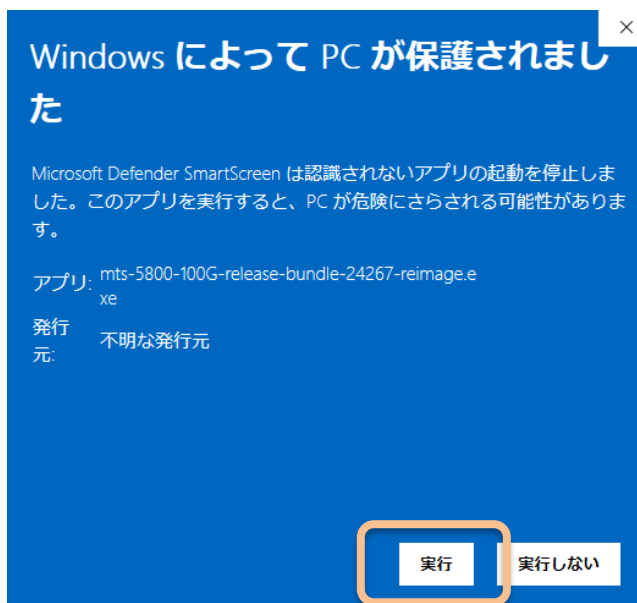 Windows によって PC が保護されまし
た
Microsoft Defender SmartScreen は認識されないアプリの起動を停止しま
した。このアプリを実行すると、PC が危険にさらされる可能性がありま
す。
アプリ: mts-5800-100G-release-bundle-24267-reimage.e
xe
発行
元: 不明な発行元
実行 実行しない